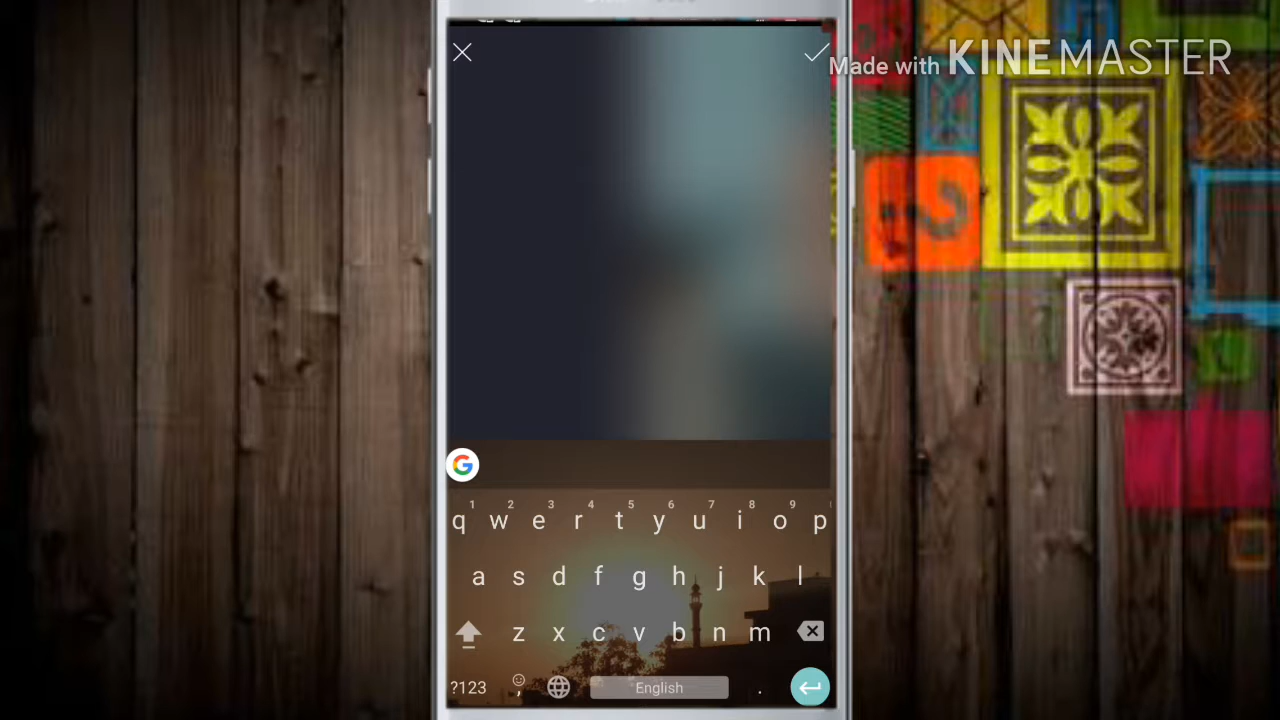 Made with KINEMASTER
G
1 2 3 4 5 6 7 8 9
q w e r t y u i o p
a s d f g h j k l
z x c v b n m
?123 , English .